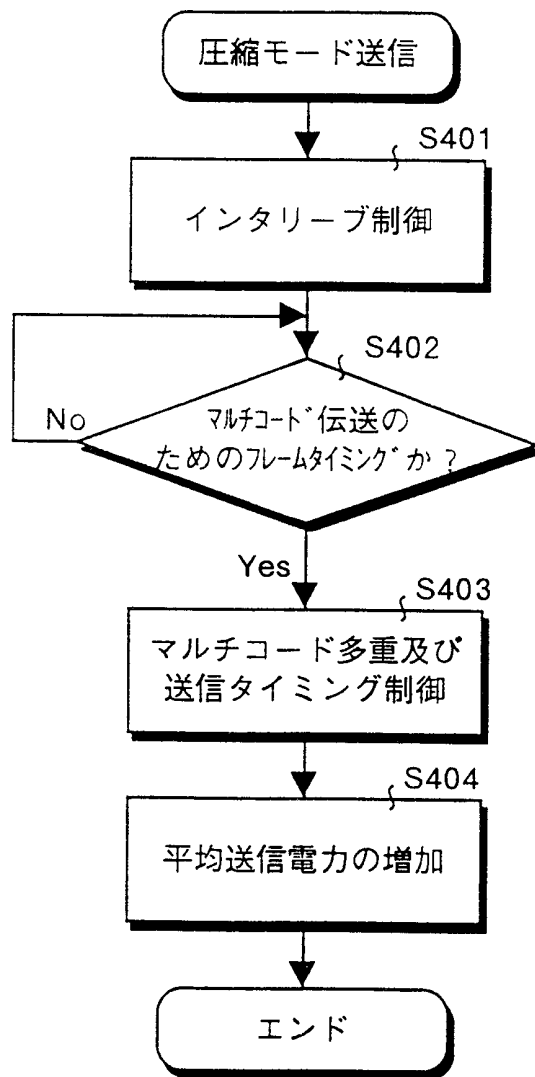 圧縮モード送信
S401
インタリーブ制御
S402
マルチコード伝送の
ためのフレームタイミングか?
No
Yes
S403
マルチコード多重及び
送信タイミング制御
S404
平均送信電力の増加
エンド